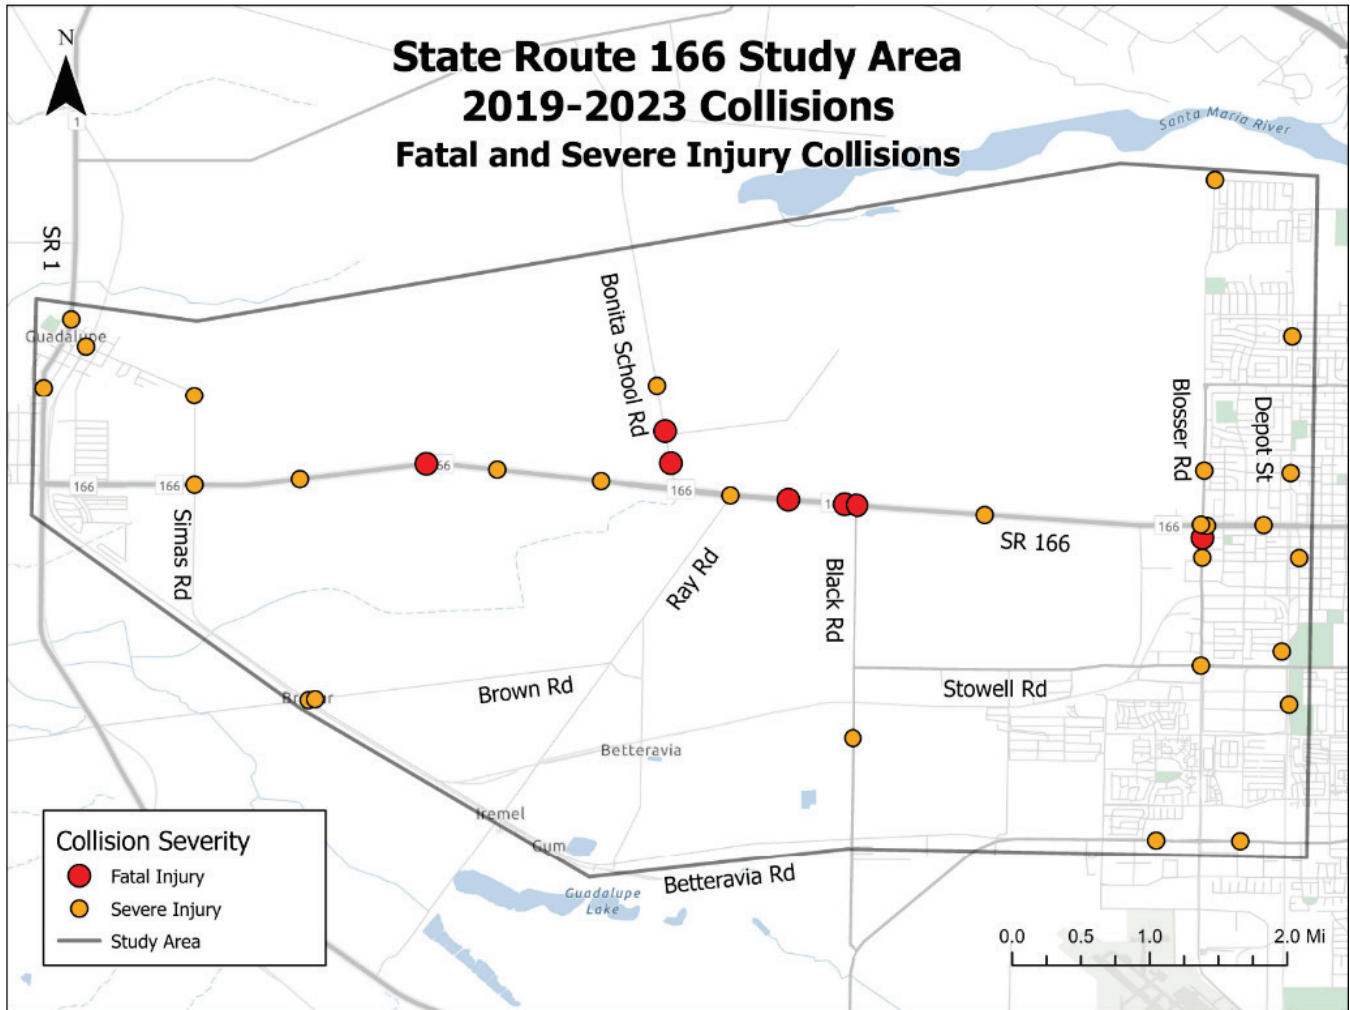 State Route 166 Study Area
2019-2023 Collisions
Fatal and Severe Injury Collisions
N
1
Santa Maria River
SR 1
Guadalupe
Bonita School Rd
Blosser Rd
Depot St
166
166
166
166
SR 166
Simas Rd
Ray Rd
Black Rd
Brown Rd
Stowell Rd
Betteravia
Iremel
Gum
Betteravia Rd
Guadalupe
Lake
Collision Severity
Fatal Injury
Severe Injury
Study Area
0.0 0.5 1.0 2.0 Mi